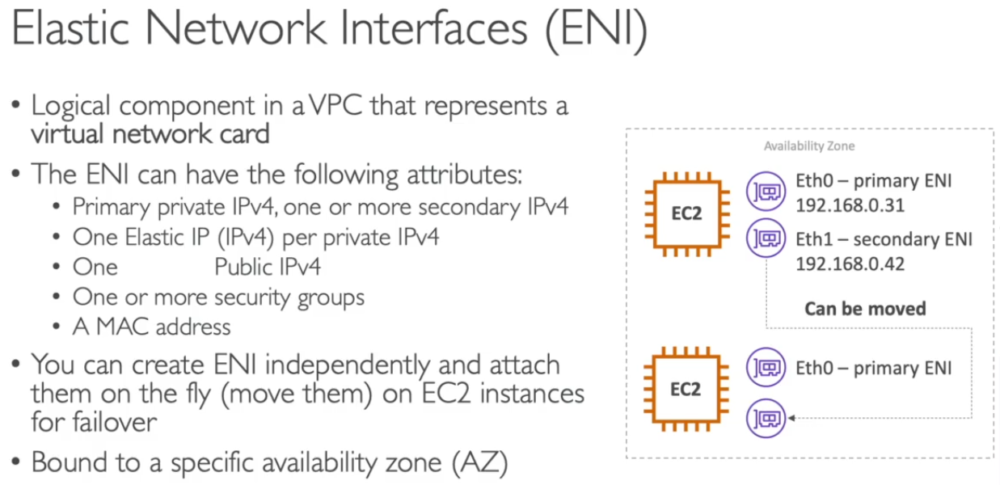 Elastic Network Interfaces (ENI)
• Logical component in a VPC that represents a
virtual network card
• The ENI can have the following attributes:
• Primary private IPv4, one or more secondary IPv4
• One Elastic IP (IPv4) per private IPv4
• One Public IPv4
• One or more security groups
• A MAC address
• You can create ENI independently and attach
them on the fly (move them) on EC2 instances
for failover
• Bound to a specific availability zone (AZ)
Availability Zone
EC2
Eth0 – primary ENI
192.168.0.31
Eth1 – secondary ENI
192.168.0.42
Can be moved
EC2
Eth0 – primary ENI